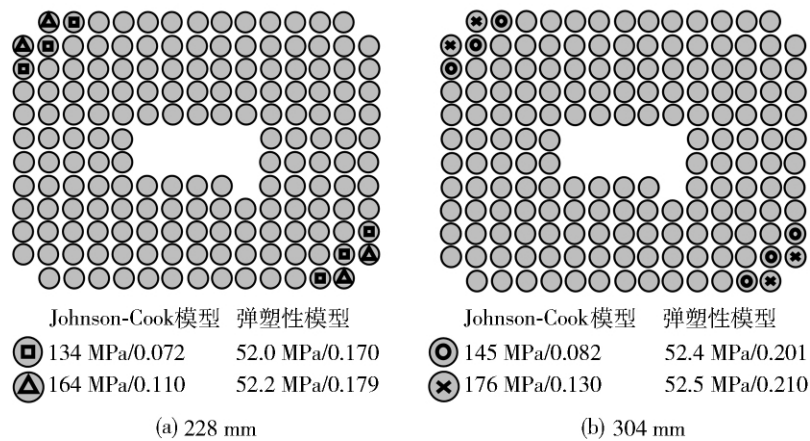 Johnson-Cook模型 弹塑性模型
134 MPa/0.072 52.0 MPa/0.170
164 MPa/0.110 52.2 MPa/0.179
(a) 228 mm
Johnson-Cook模型 弹塑性模型
145 MPa/0.082 52.4 MPa/0.201
176 MPa/0.130 52.5 MPa/0.210
(b) 304 mm